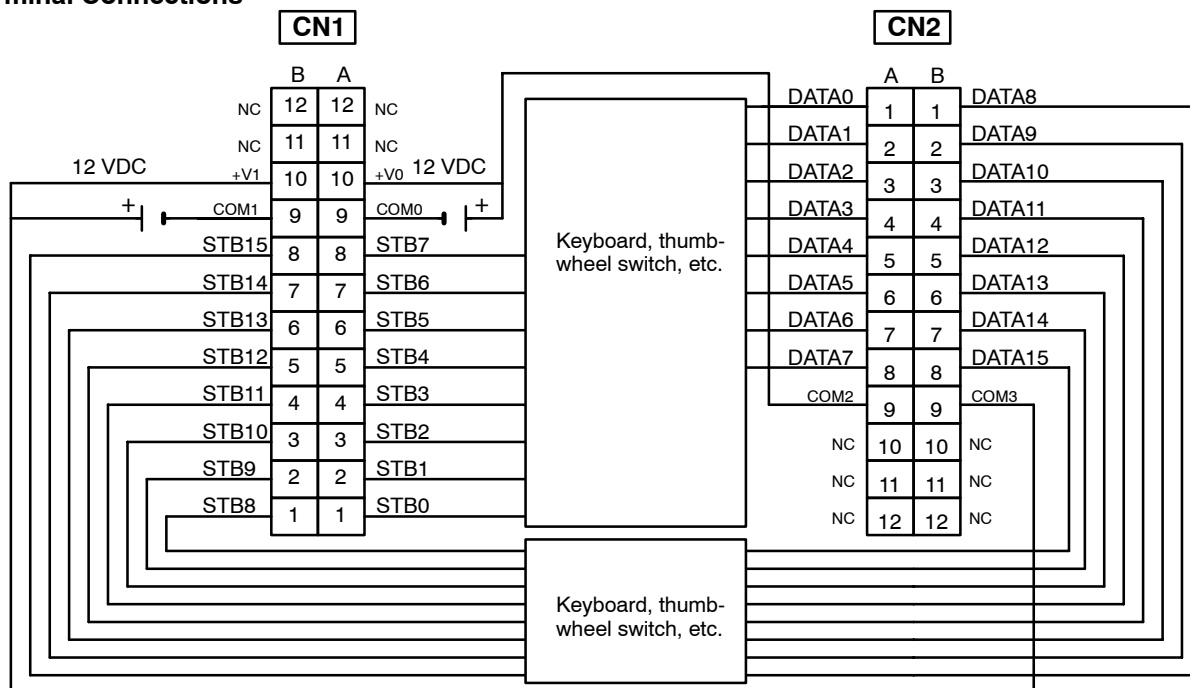 minal Connections
CN1
CN2
B A
A B
NC 12 12 NC
NC 11 11 NC
12 VDC +V1 10 10 +V0 12 VDC
+ COM1 9 9 COM0 +
STB15 8 8 STB7
STB14 7 7 STB6
STB13 6 6 STB5
STB12 5 5 STB4
STB11 4 4 STB3
STB10 3 3 STB2
STB9 2 2 STB1
STB8 1 1 STB0
Keyboard, thumb-
wheel switch, etc.
DATA0 1 1 DATA8
DATA1 2 2 DATA9
DATA2 3 3 DATA10
DATA3 4 4 DATA11
DATA4 5 5 DATA12
DATA5 6 6 DATA13
DATA6 7 7 DATA14
DATA7 8 8 DATA15
COM2 9 9 COM3
NC 10 10 NC
NC 11 11 NC
NC 12 12 NC
Keyboard, thumb-
wheel switch, etc.